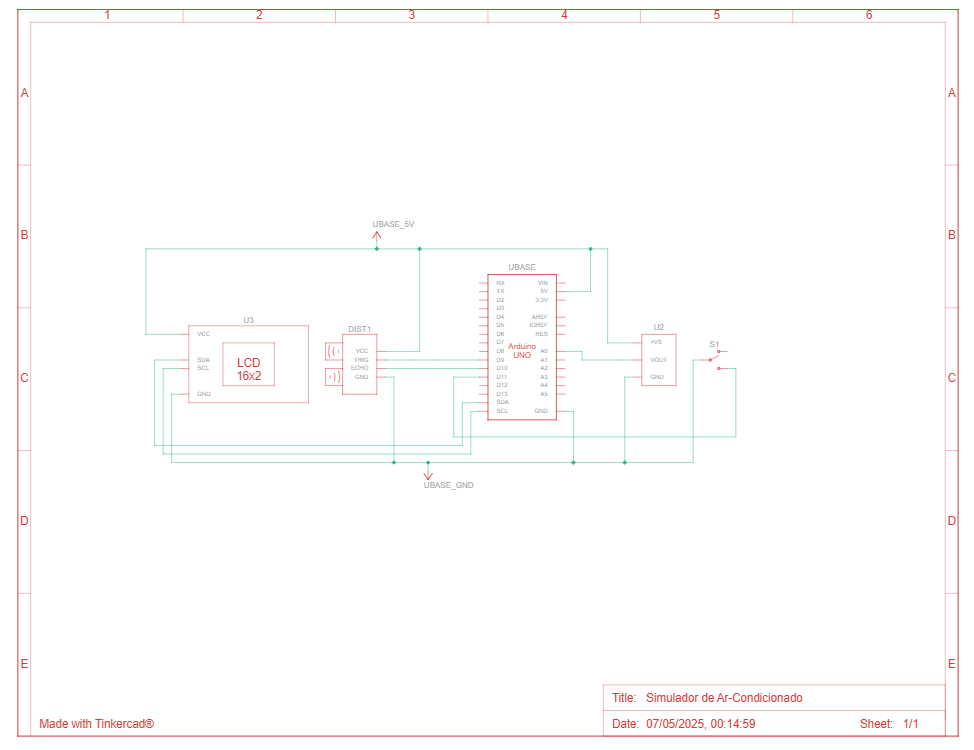 1 2 3 4 5 6
A A
B B
C C
D D
E E
UBASE_5V
UBASE
RX VIN
TX 5V
D2 3.3V
D3
D4 AREF
D5 IOREF
D6 RES
D7
D8 A0
D9 A1
D10 A2
D11 A3
D12 A4
D13 A5
SDA
SCL GND
Arduino
UNO
U3
VCC
SDA
SCL
GND
LCD
16x2
DIST1
VCC
TRIG
ECHO
GND
U2
+VS
VOUT
GND
S1
UBASE_GND
Title: Simulador de Ar-Condicionado
Date: 07/05/2025, 00:14:59 Sheet: 1/1
Made with Tinkercad®